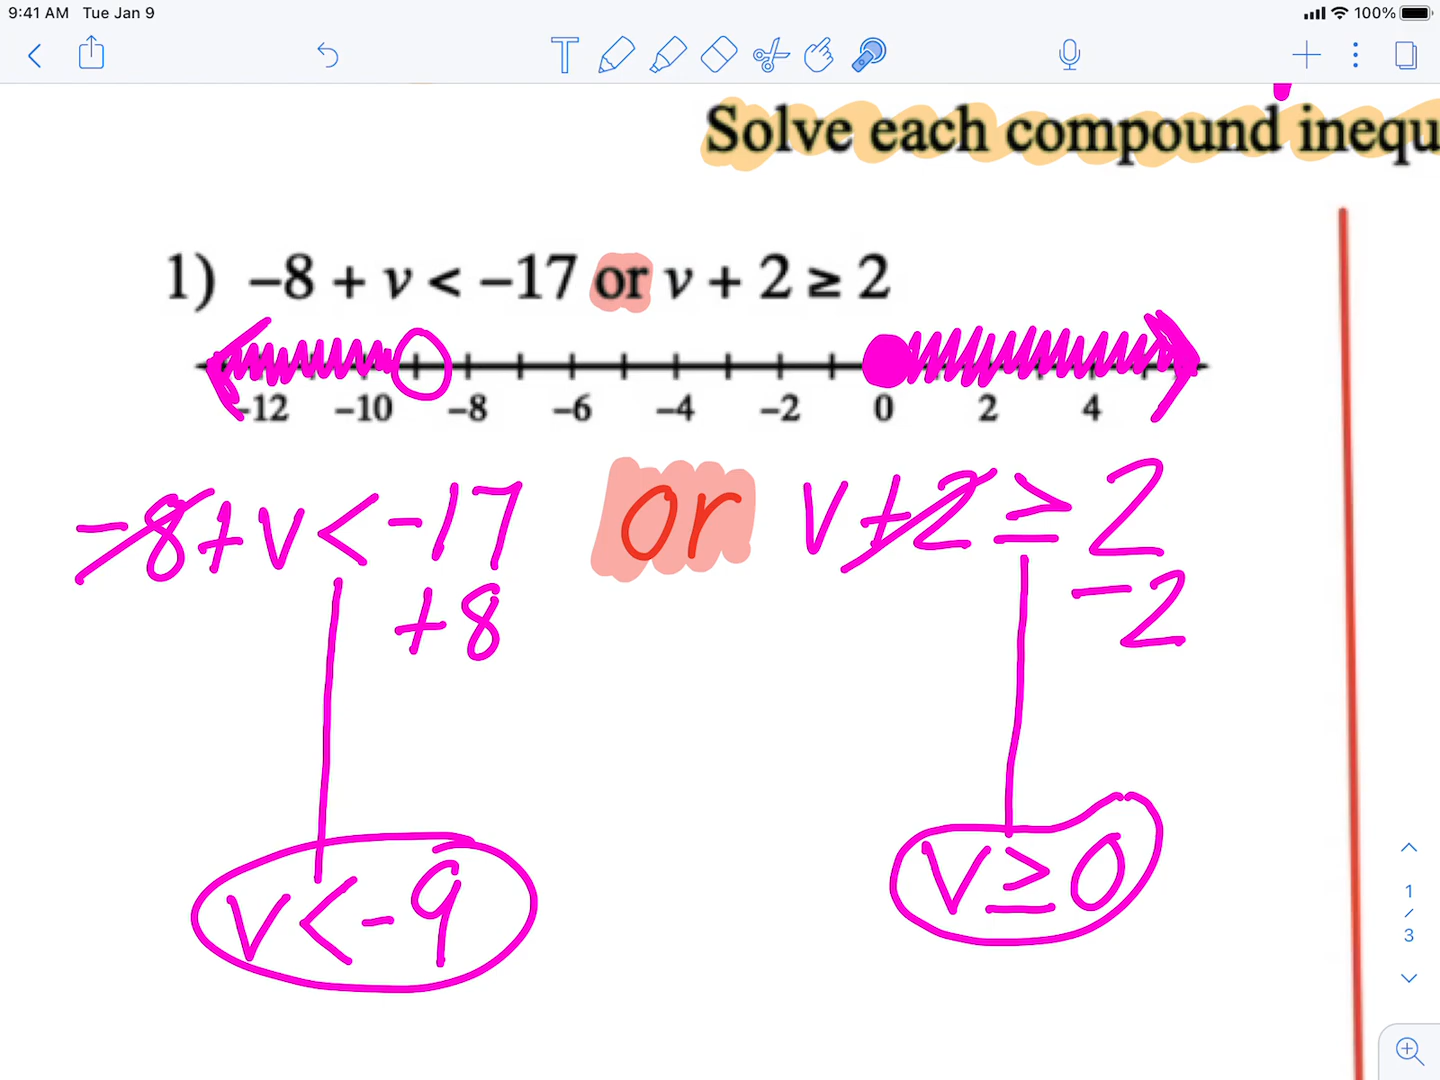 9:41 AM Tue Jan 9 100%
T
Solve each compound inequ
1) −8 + v < −17 or v + 2 ≥ 2
-12 −10 −8 −6 −4 −2 0 2 4
-8+v<-17 or v+2≥2
+8 -2
v<-9 v≥0
1
/
3